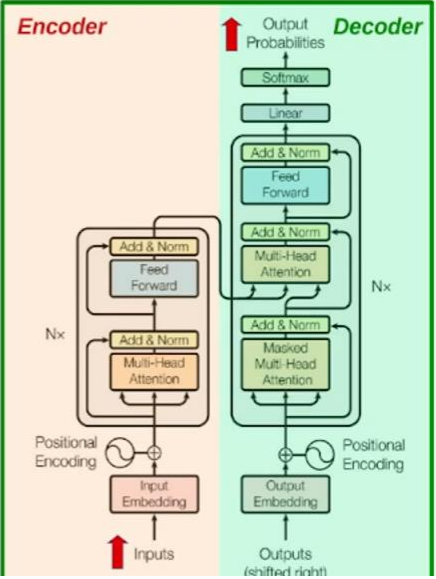 Encoder
Output
Probabilities
Decoder
Softmax
Linear
Add & Norm
Feed
Forward
Add & Norm
Multi-Head
Attention
Nx
Add & Norm
Masked
Multi-Head
Attention
Add & Norm
Feed
Forward
Nx
Add & Norm
Multi-Head
Attention
Positional
Encoding
Input
Embedding
Inputs
Positional
Encoding
Output
Embedding
Outputs
(shifted right)